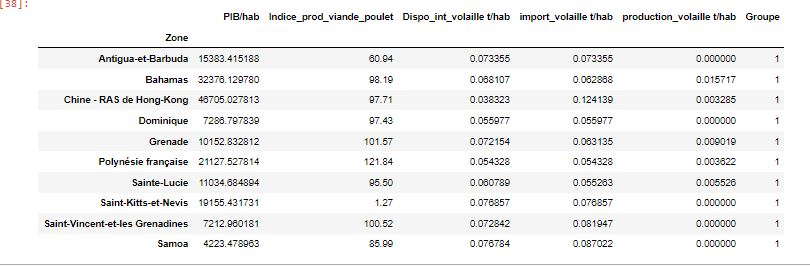 [38]:
PIB/hab Indice_prod_viande_poulet Dispo_int_volaille t/hab import_volaille t/hab production_volaille t/hab Groupe
Zone
Antigua-et-Barbuda 15383.415188 60.94 0.073355 0.073355 0.000000 1
Bahamas 32376.129780 98.19 0.068107 0.062868 0.015717 1
Chine - RAS de Hong-Kong 46705.027813 97.71 0.038323 0.124139 0.003285 1
Dominique 7286.797839 97.43 0.055977 0.055977 0.000000 1
Grenade 10152.832812 101.57 0.072154 0.063135 0.009019 1
Polynésie française 21127.527814 121.84 0.054328 0.054328 0.003622 1
Sainte-Lucie 11034.684894 95.50 0.060789 0.055263 0.005526 1
Saint-Kitts-et-Nevis 19155.431731 1.27 0.076857 0.076857 0.000000 1
Saint-Vincent-et-les Grenadines 7212.960181 100.52 0.072842 0.081947 0.000000 1
Samoa 4223.478963 85.99 0.076784 0.087022 0.000000 1